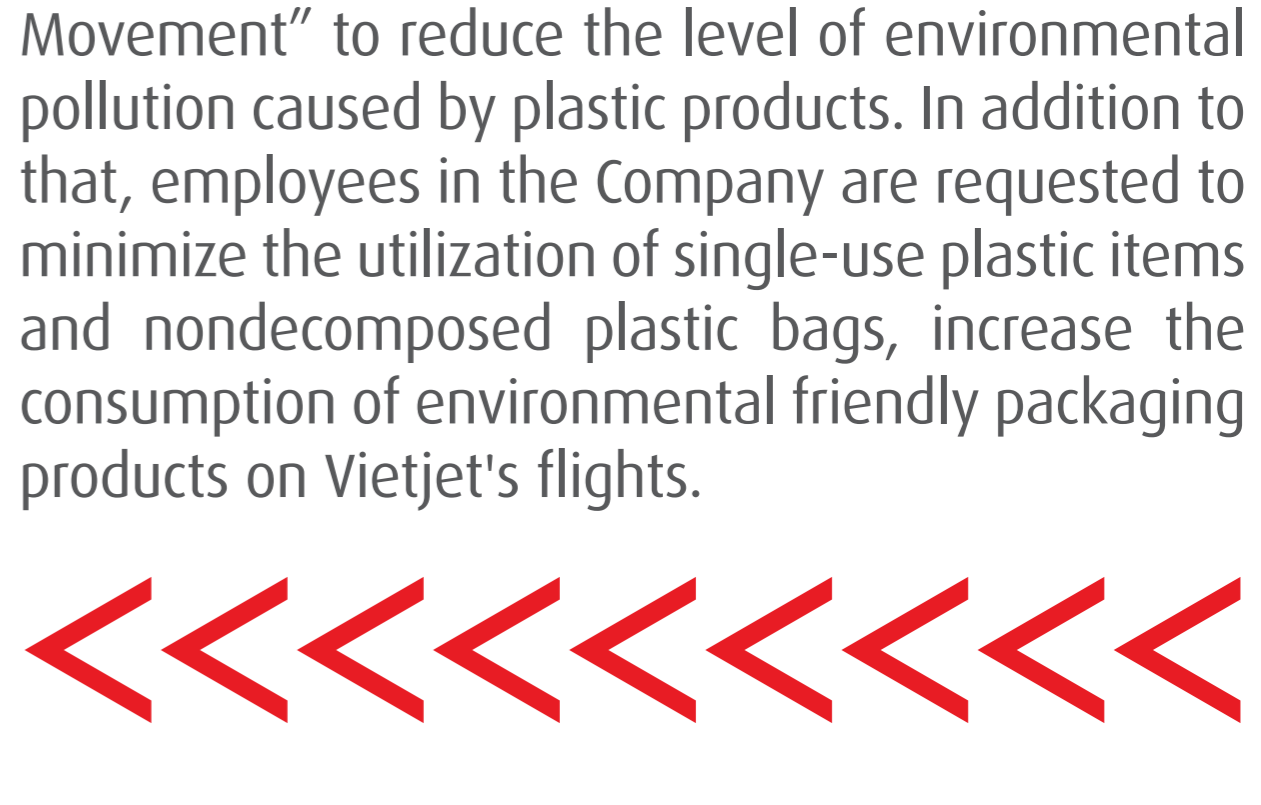 Movement” to reduce the level of environmental
pollution caused by plastic products. In addition to
that, employees in the Company are requested to
minimize the utilization of single-use plastic items
and nondecomposed plastic bags, increase the
consumption of environmental friendly packaging
products on Vietjet's flights.